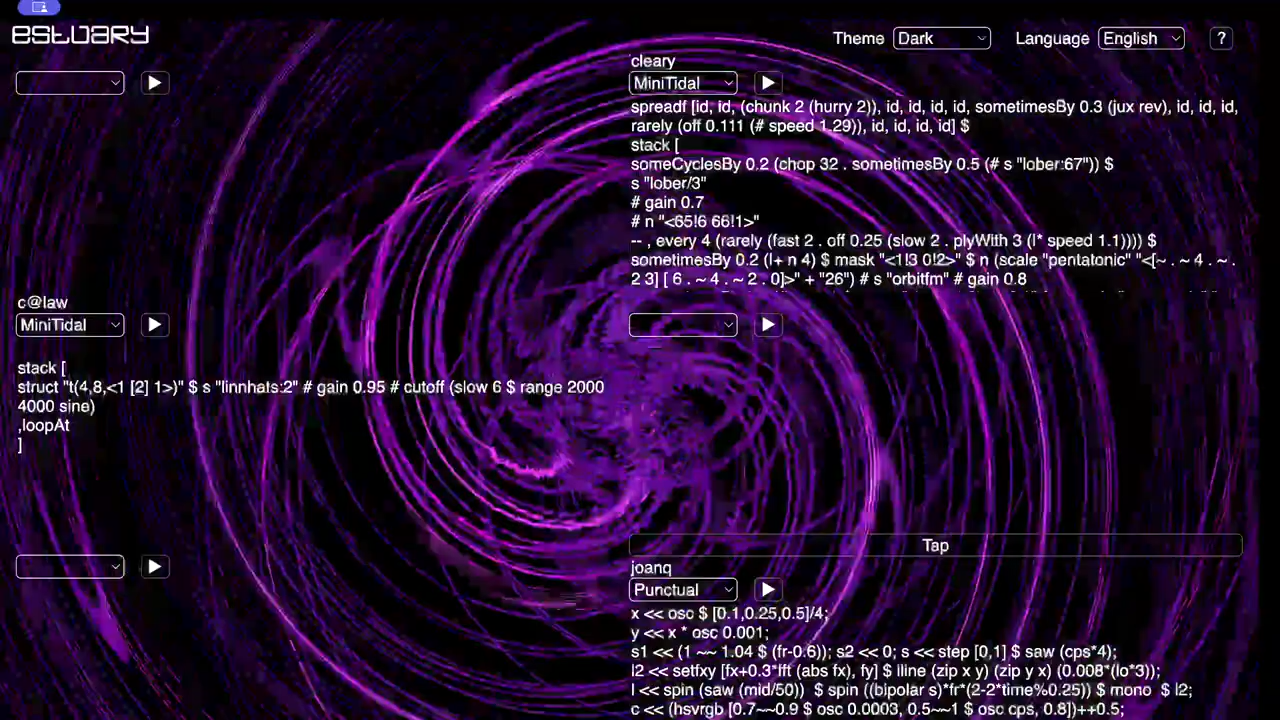 estuary
Theme Dark Language English ?
cleary
MiniTidal
spreadf [id, id, (chunk 2 (hurry 2)), id, id, id, id, sometimesBy 0.3 (jux rev), id, id, id,
rarely (off 0.111 (# speed 1.29)), id, id, id, id] $
stack [
someCyclesBy 0.2 (chop 32 . sometimesBy 0.5 (# s "lober:67")) $
s "lober/3"
# gain 0.7
# n "<65!6 66!1>"
-- , every 4 (rarely (fast 2 . off 0.25 (slow 2 . plyWith 3 (|* speed 1.1)))) $
sometimesBy 0.2 (|+ n 4) $ mask "<1!3 0!2>" $ n (scale "pentatonic" "<[~ . ~ 4 . ~ .
2 3] [ 6 . ~ 4 . ~ 2 . 0]>" + "26") # s "orbitfm" # gain 0.8
c@law
MiniTidal
stack [
struct "t(4,8,<1 [2] 1>)" $ s "linnhats:2" # gain 0.95 # cutoff (slow 6 $ range 2000
4000 sine)
,loopAt
]
Tap
joanq
Punctual
x << osc $ [0.1,0.25,0.5]/4;
y << x * osc 0.001;
s1 << (1 ~~ 1.04 $ (fr-0.6)); s2 << 0; s << step [0,1] $ saw (cps*4);
l2 << setfxy [fx+0.3*ifft (abs fx), fy] $ iline (zip x y) (zip y x) (0.008*(lo*3));
l << spin (saw (mid/50)) $ spin ((bipolar s)*fr*(2-2*time%0.25)) $ mono $ l2;
c << (hsvrgb [0.7~~0.9 $ osc 0.0003, 0.5~~1 $ osc cps, 0.8])++0.5;